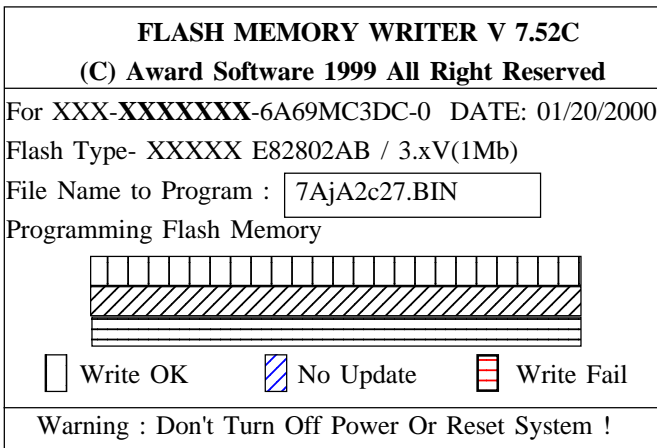 FLASH MEMORY WRITER V 7.52C
(C) Award Software 1999 All Right Reserved
For XXX-XXXXXXX-6A69MC3DC-0 DATE: 01/20/2000
Flash Type- XXXXX E82802AB / 3.xV(1Mb)
File Name to Program : 7AjA2c27.BIN
Programming Flash Memory
Write OK No Update Write Fail
Warning : Don't Turn Off Power Or Reset System !